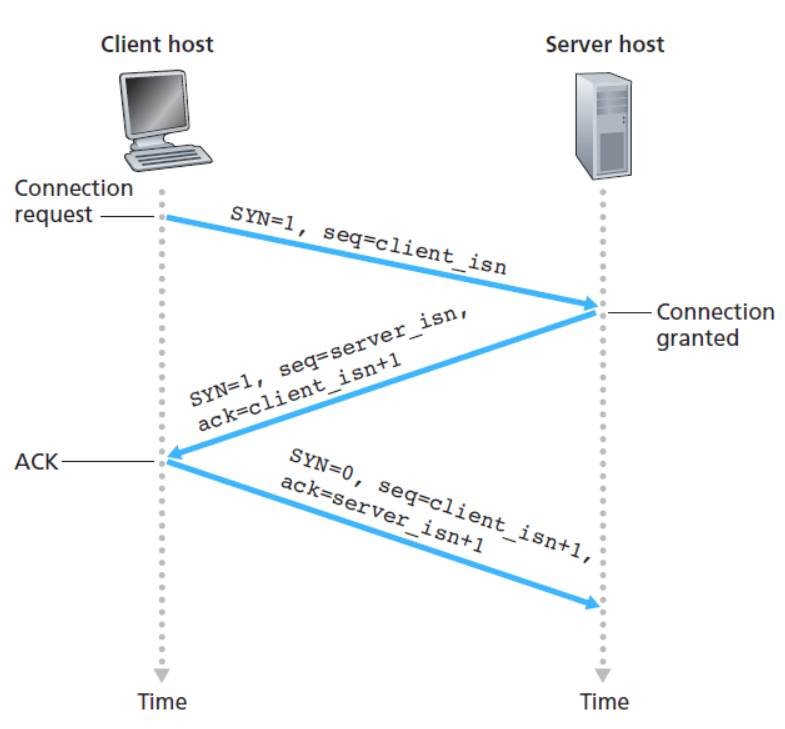 Client host
Server host
Connection
request
SYN=1, seq=client_isn
Connection
granted
SYN=1, seq=server_isn,
ack=client_isn+1
ACK
SYN=0, seq=client_isn+1,
ack=server_isn+1
Time
Time